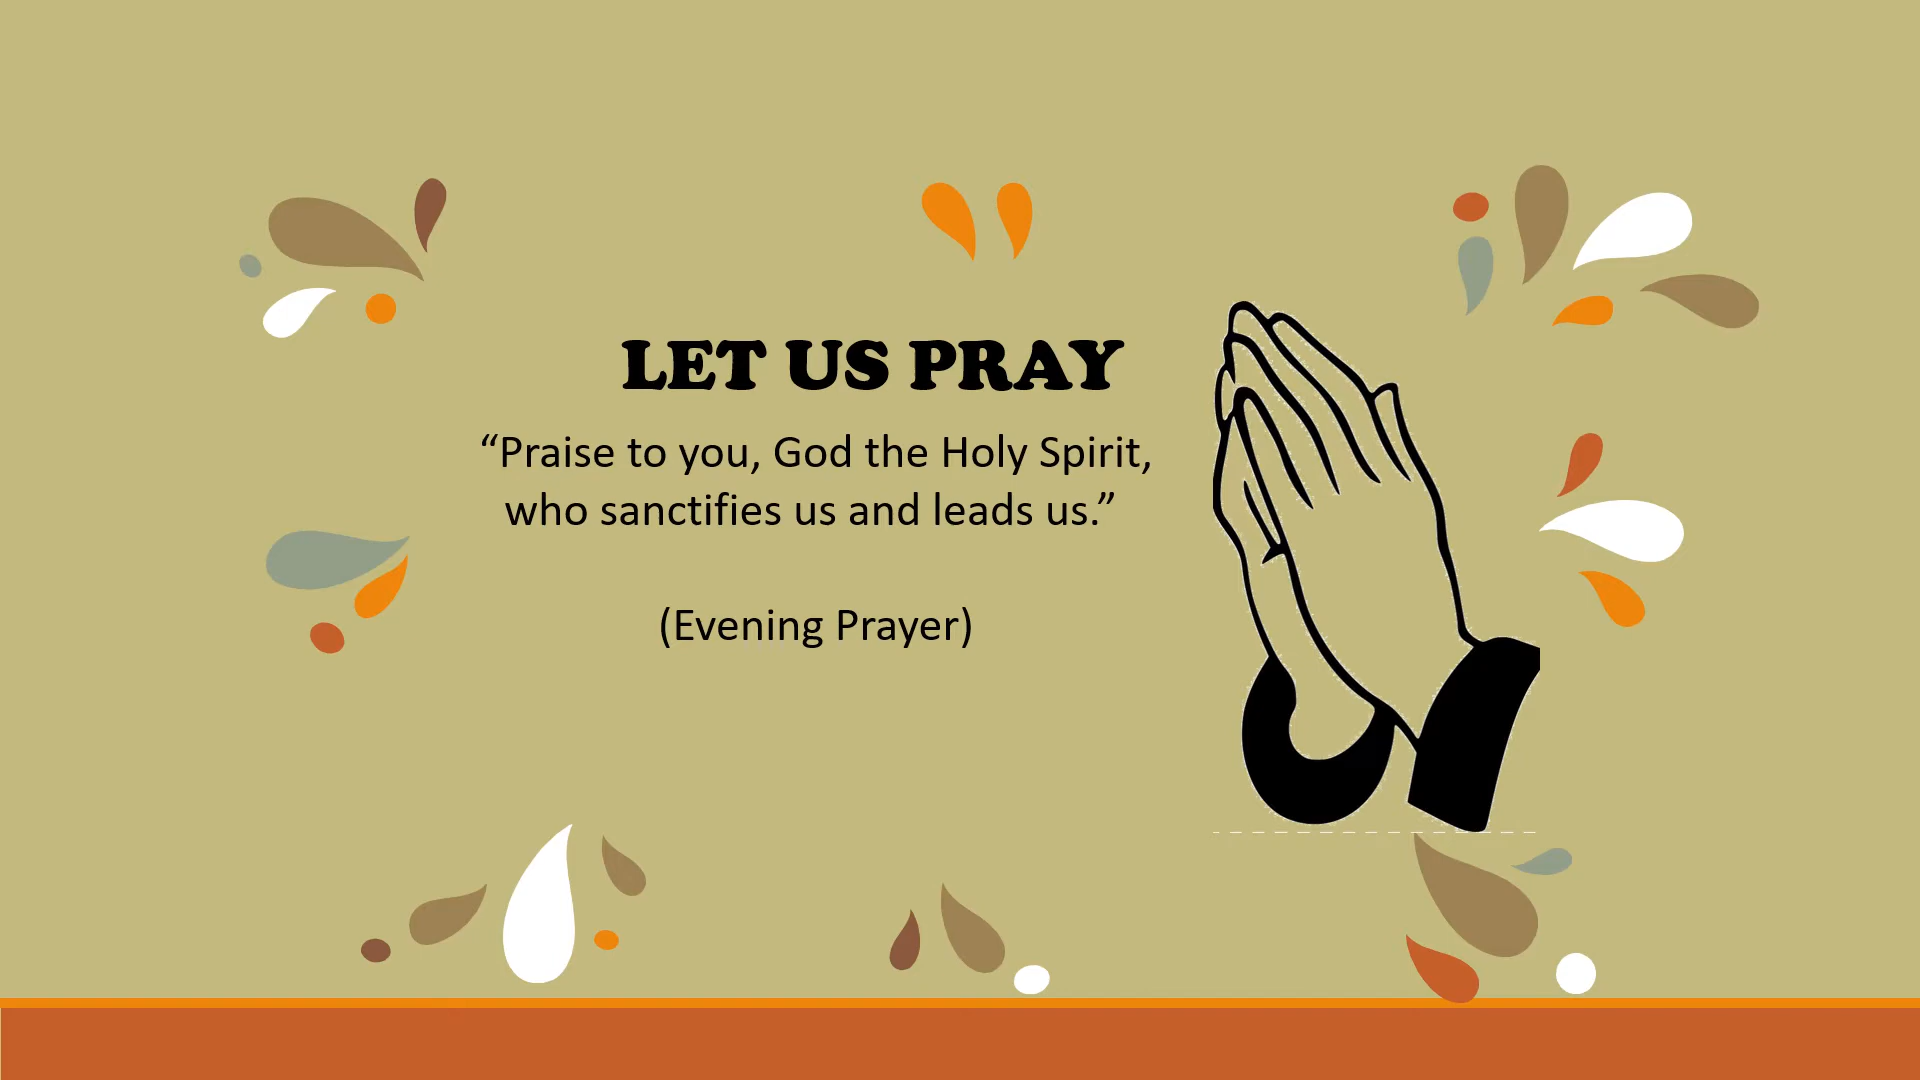 LET US PRAY
“Praise to you, God the Holy Spirit,
who sanctifies us and leads us.”
(Evening Prayer)